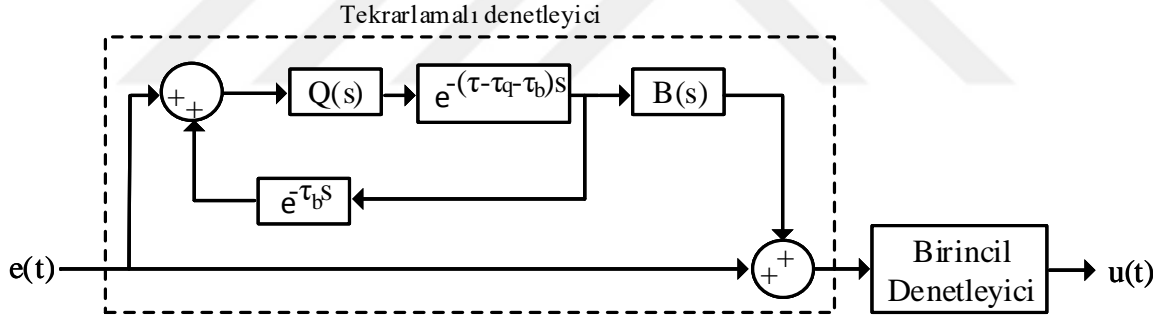 Tekrarlamalı denetleyici
+ +
Q(s)
e^-(τ-τq-τb)s
B(s)
e^-τbs
e(t)
+ +
Birincil
Denetleyici
u(t)